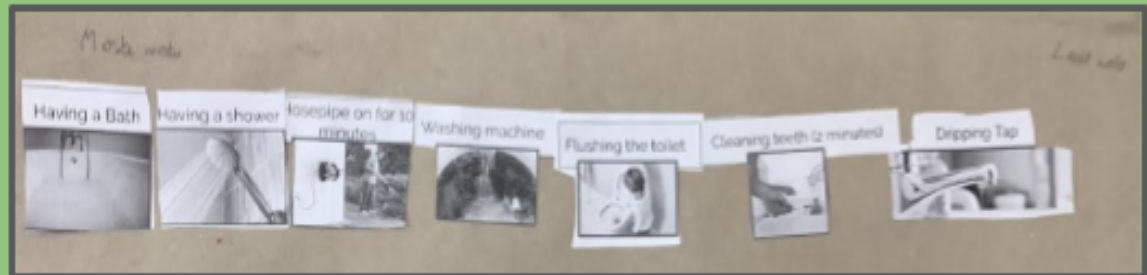 Most water
Least water
Having a Bath
Having a shower
Hosepipe on for 10
minutes
Washing machine
Flushing the toilet
Cleaning teeth (2 minutes)
Dripping Tap